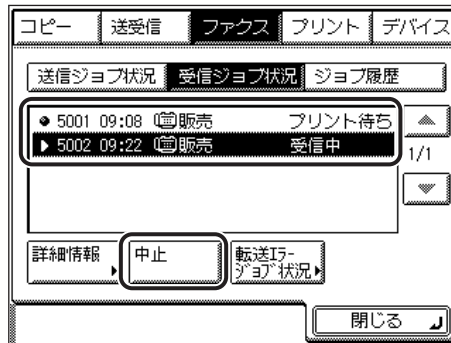 コピー 送受信 ファクス プリント デバイス
送信ジョブ状況 受信ジョブ状況 ジョブ履歴
5001 09:08 販売 プリント待ち
5002 09:22 販売 受信中
1/1
詳細情報 中止 転送エラー
ジョブ状況
閉じる